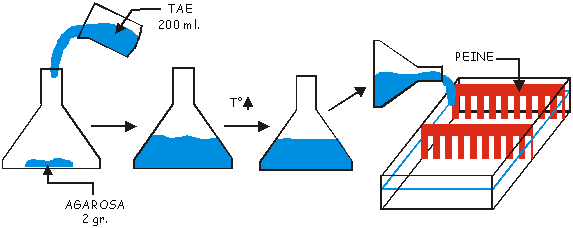 TAE
200 ml.
PEINE
T°
AGAROSA
2 gr.